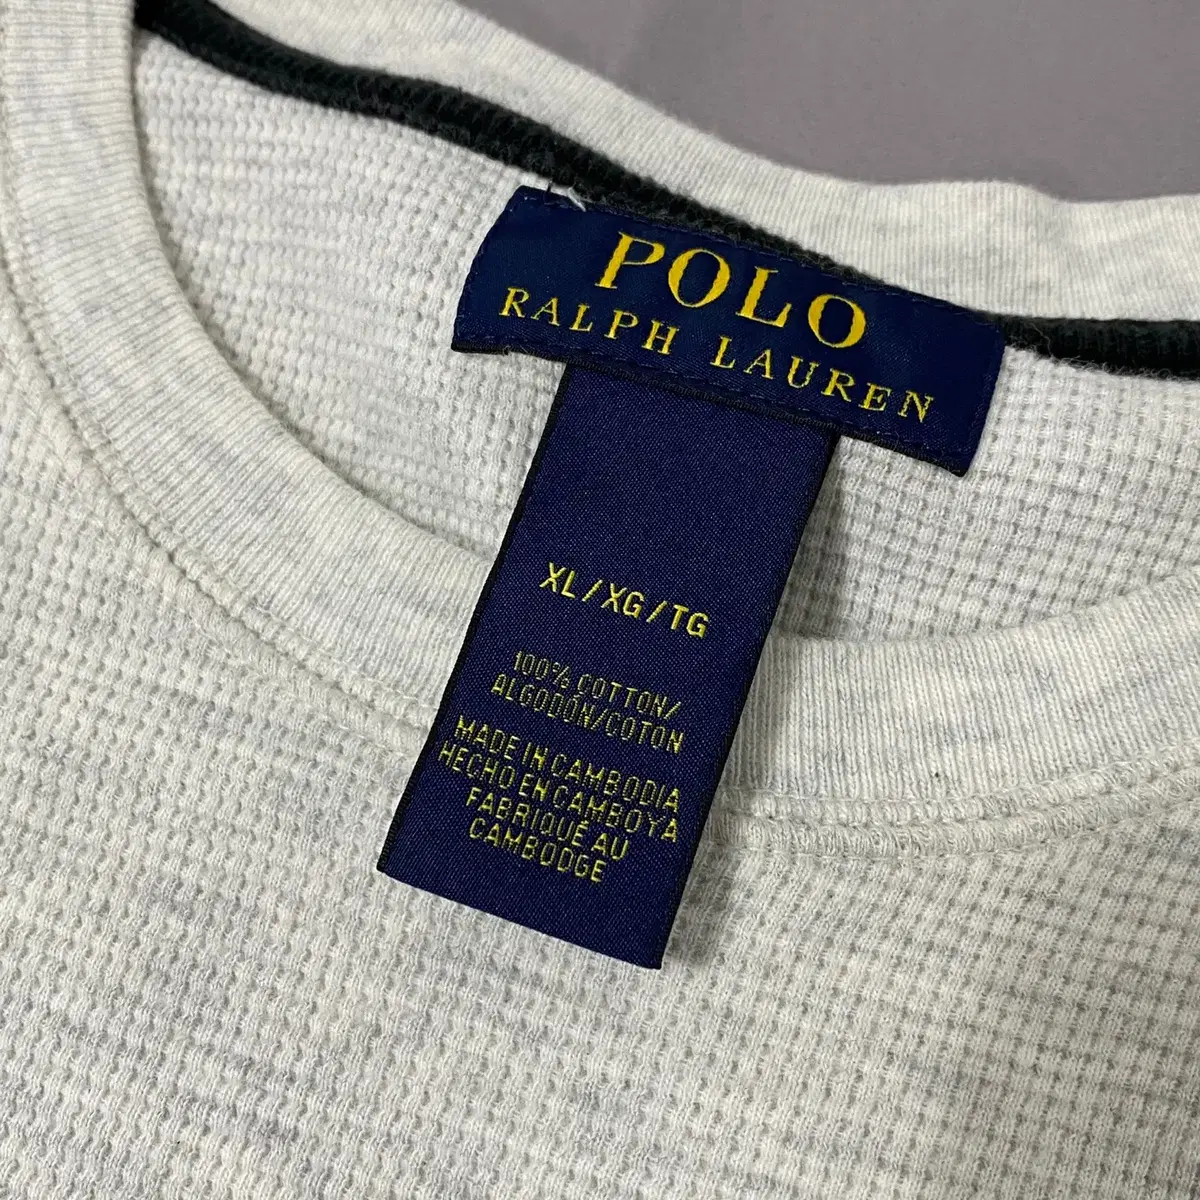 POLO
RALPH LAUREN
XL/XG/TG
100% COTTON/
ALGODÓN/COTON
MADE IN CAMBODIA
HECHO EN CAMBOYA
FABRIQUÉ AU
CAMBODGE